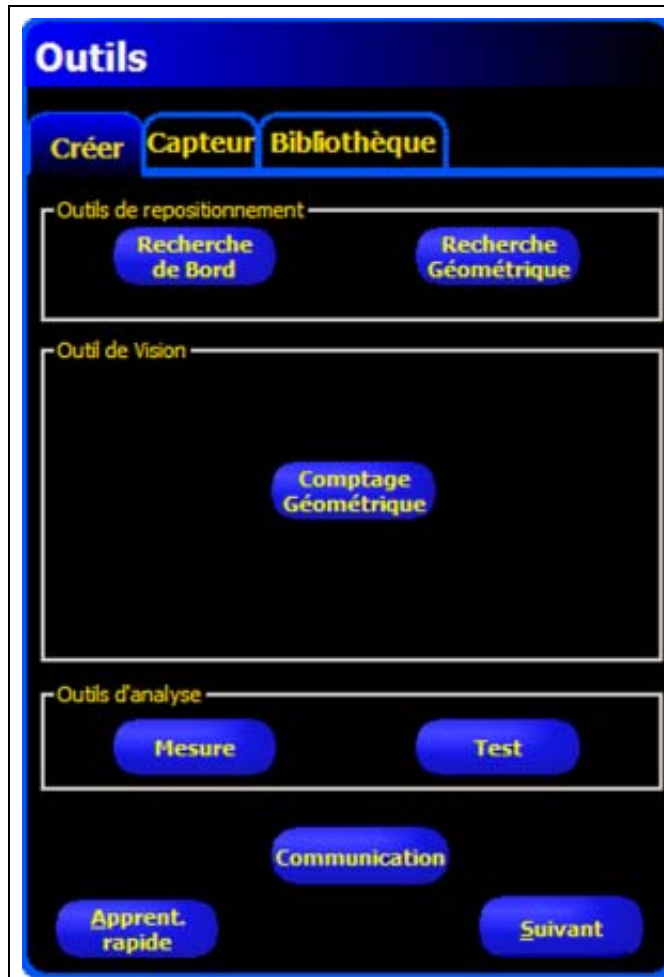 Outils
Créer Capteur Bibliothèque
Outils de repositionnement
Recherche
de Bord
Recherche
Géométrique
Outil de Vision
Comptage
Géométrique
Outils d'analyse
Mesure
Test
Communication
Apprent.
rapide
Suivant